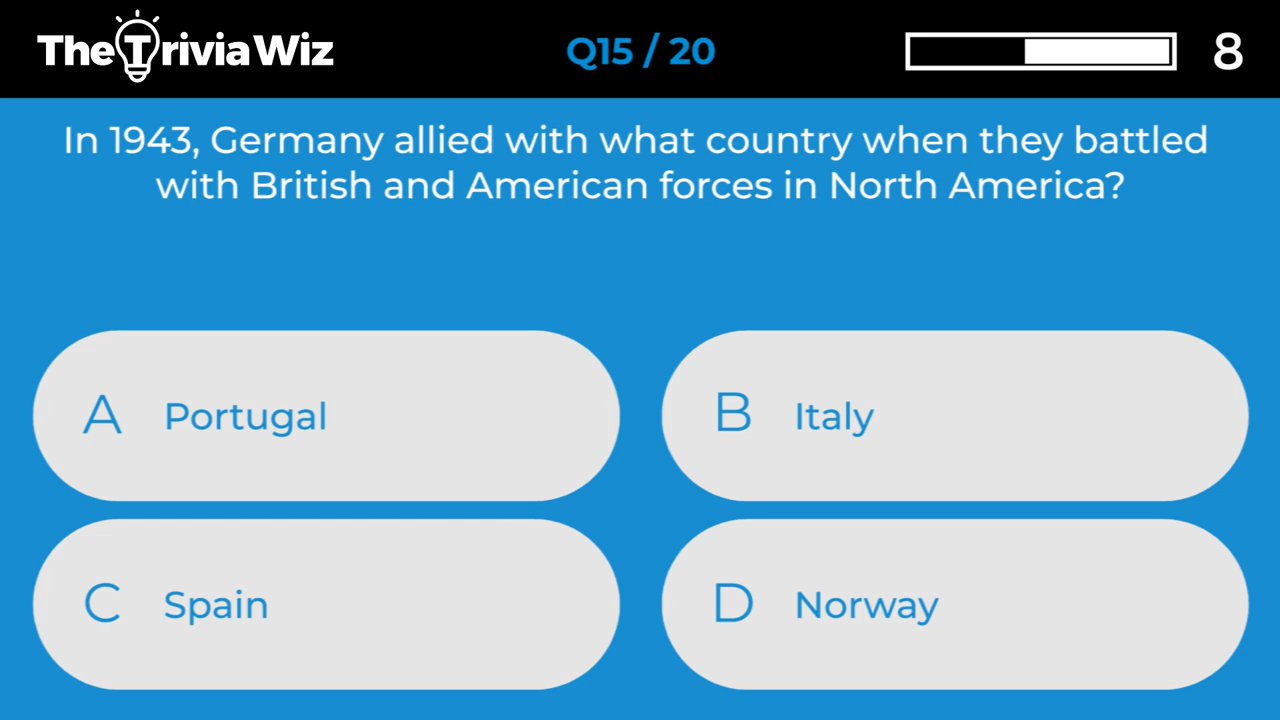 The Trivia Wiz
Q15 / 20
8
In 1943, Germany allied with what country when they battled
with British and American forces in North America?
A Portugal
B Italy
C Spain
D Norway